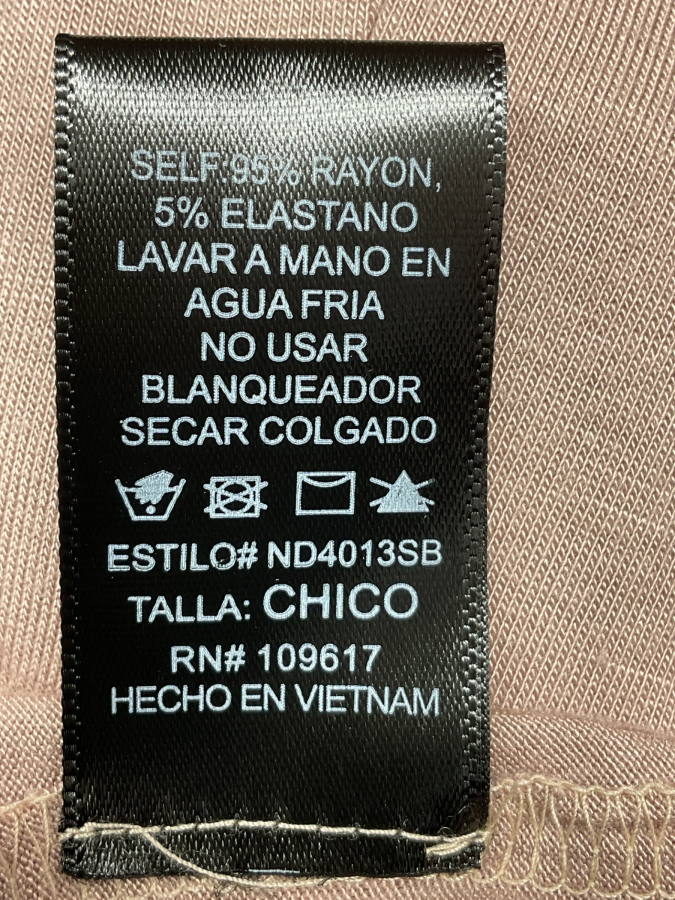 SELF:95% RAYON,
5% ELASTANO
LAVAR A MANO EN
AGUA FRIA
NO USAR
BLANQUEADOR
SECAR COLGADO
ESTILO# ND4013SB
TALLA: CHICO
RN# 109617
HECHO EN VIETNAM